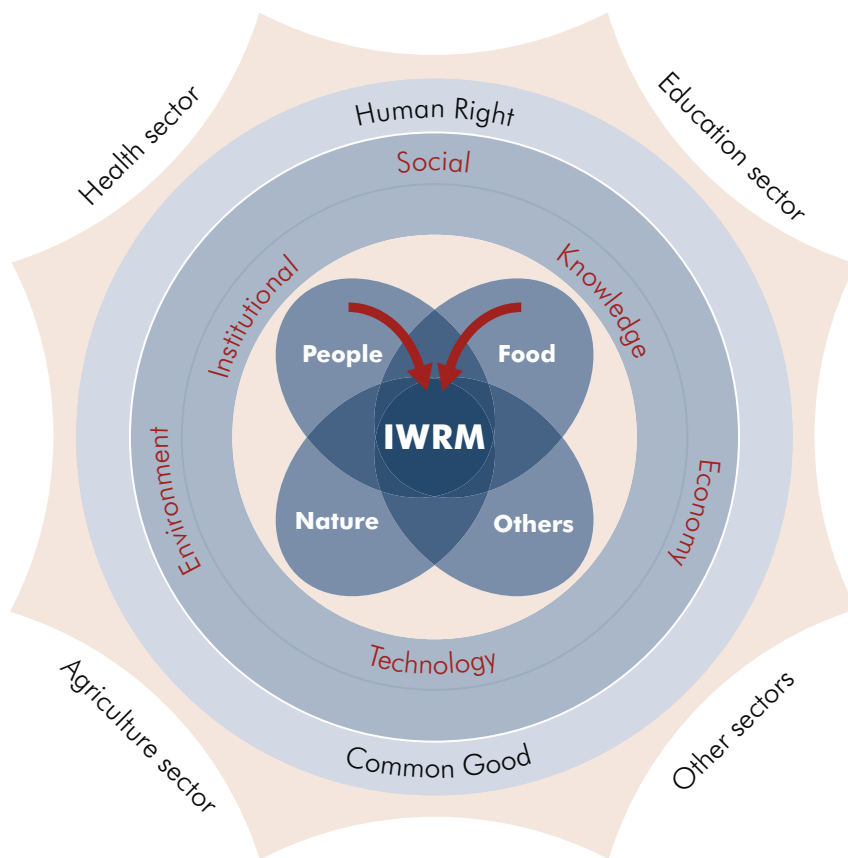 Health sector
Education sector
Human Right
Social
Institutional
Knowledge
People
Food
IWRM
Nature
Others
Environment
Economy
Technology
Common Good
Agriculture sector
Other sectors